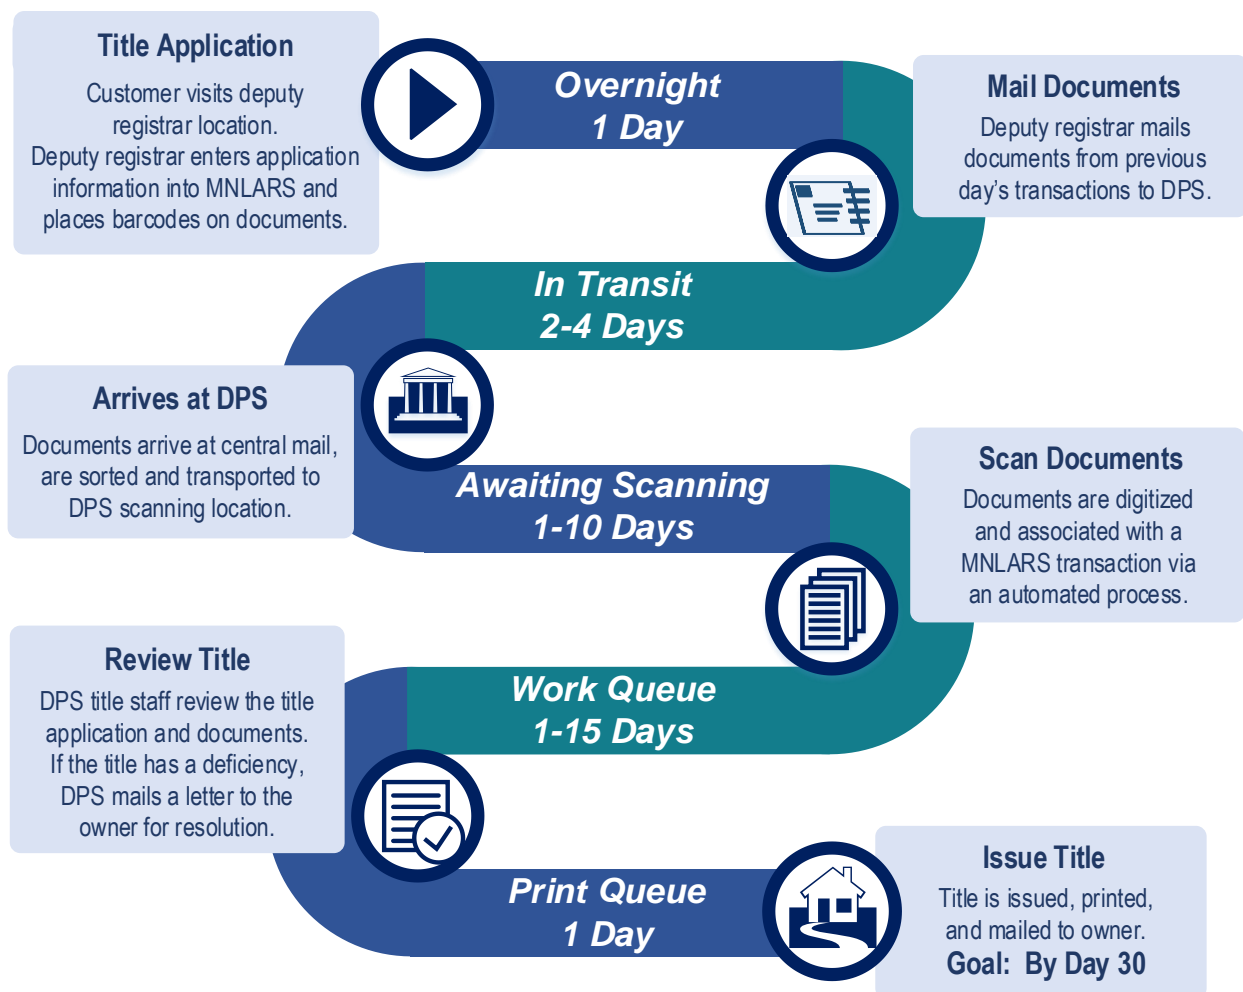 Title Application
Customer visits deputy
registrar location.
Deputy registrar enters application
information into MNLARS and
places barcodes on documents.
Overnight
1 Day
Mail Documents
Deputy registrar mails
documents from previous
day's transactions to DPS.
In Transit
2-4 Days
Arrives at DPS
Documents arrive at central mail,
are sorted and transported to
DPS scanning location.
Awaiting Scanning
1-10 Days
Scan Documents
Documents are digitized
and associated with a
MNLARS transaction via
an automated process.
Work Queue
1-15 Days
Review Title
DPS title staff review the title
application and documents.
If the title has a deficiency,
DPS mails a letter to the
owner for resolution.
Print Queue
1 Day
Issue Title
Title is issued, printed,
and mailed to owner.
Goal: By Day 30